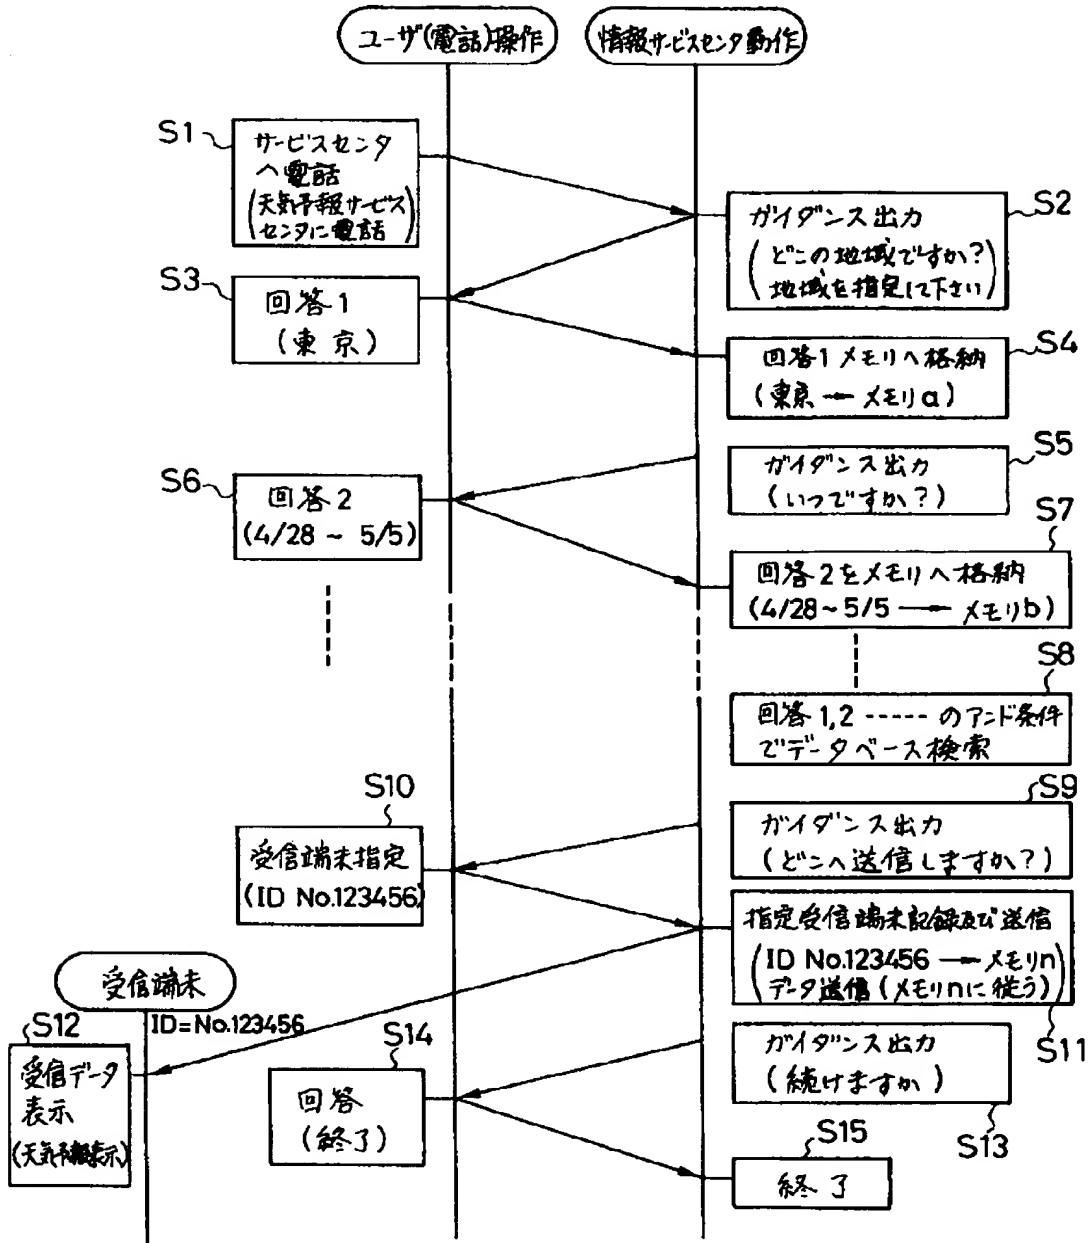 ユーザ(電話)操作
情報サービスセンタ動作
S1
サービスセンタ
へ電話
(天気予報サービス
センタに電話)
S2
ガイダンス出力
(どこの地域ですか?
地域を指定して下さい)
S3
回答1
(東京)
S4
回答1メモリへ格納
(東京→メモリa)
S5
ガイダンス出力
(いつですか?)
S6
回答2
(4/28~5/5)
S7
回答2をメモリへ格納
(4/28~5/5→メモリb)
S8
回答1,2-----のアンド条件
でデータベース検索
S9
ガイダンス出力
(どこへ送信しますか?)
S10
受信端末指定
(ID No.123456)
指定受信端末記録及び送信
(ID No.123456→メモリn
データ送信(メモリnに従う))
S11
受信端末
ID=No.123456
S12
受信データ
表示
(天気予報表示)
ガイダンス出力
(続けますか)
S13
S14
回答
(終了)
S15
終了